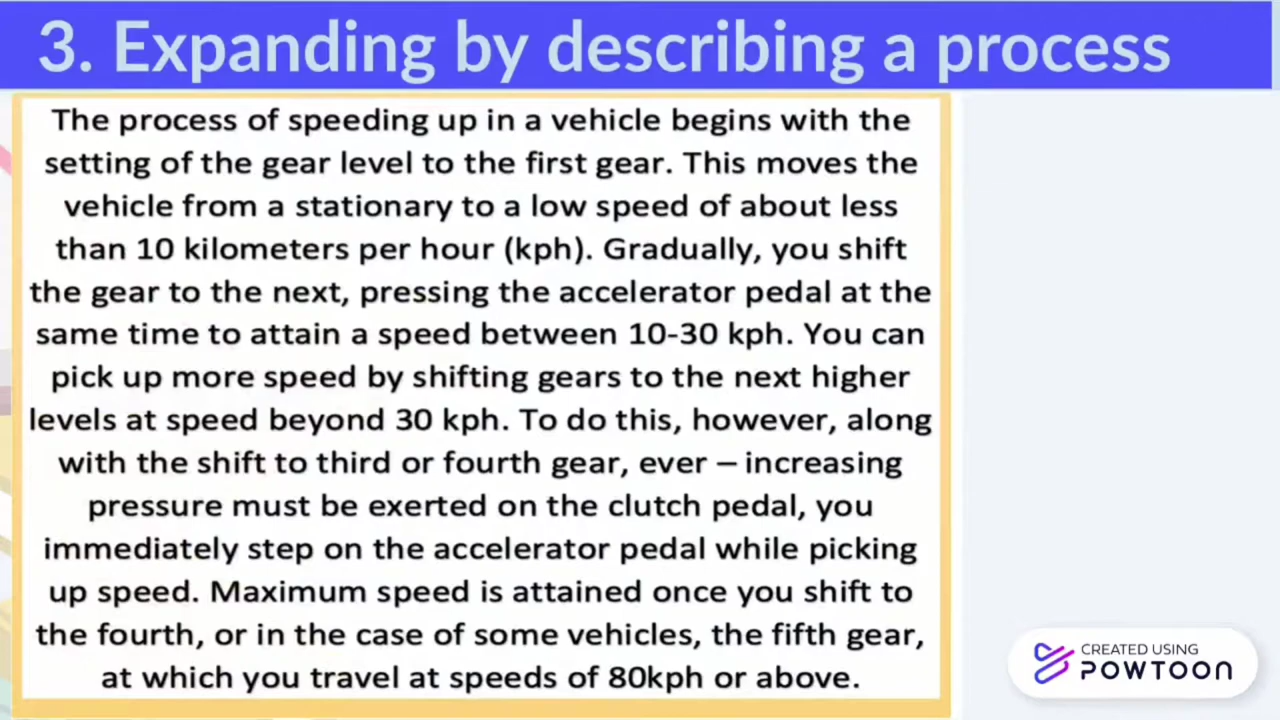 3. Expanding by describing a process
The process of speeding up in a vehicle begins with the
setting of the gear level to the first gear. This moves the
vehicle from a stationary to a low speed of about less
than 10 kilometers per hour (kph). Gradually, you shift
the gear to the next, pressing the accelerator pedal at the
same time to attain a speed between 10-30 kph. You can
pick up more speed by shifting gears to the next higher
levels at speed beyond 30 kph. To do this, however, along
with the shift to third or fourth gear, ever – increasing
pressure must be exerted on the clutch pedal, you
immediately step on the accelerator pedal while picking
up speed. Maximum speed is attained once you shift to
the fourth, or in the case of some vehicles, the fifth gear,
at which you travel at speeds of 80kph or above.
CREATED USING
POWTOON